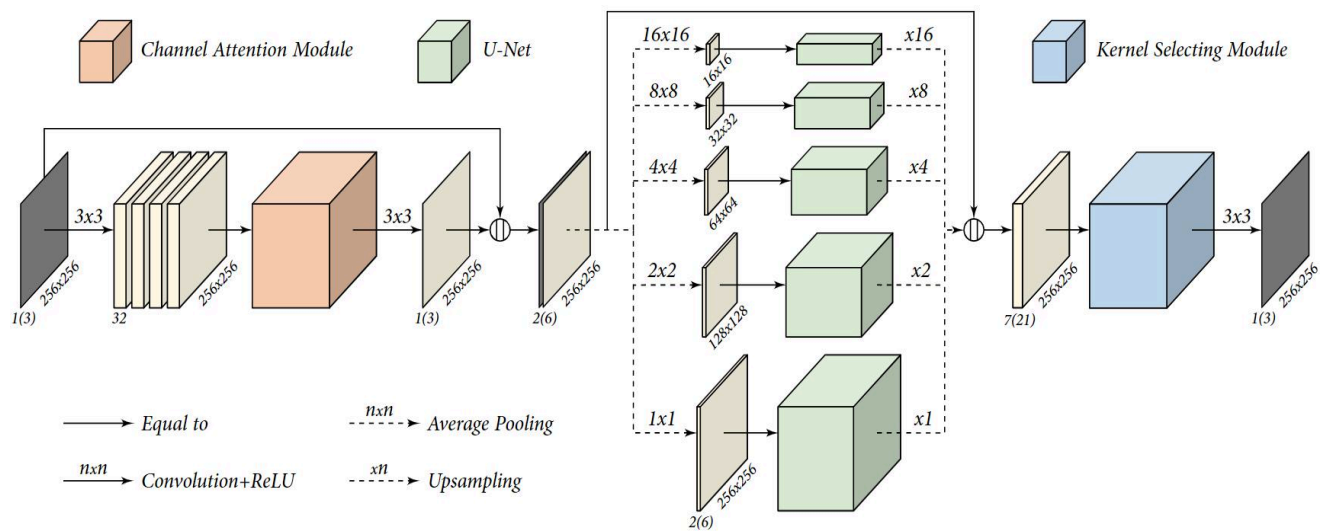 Channel Attention Module
U-Net
Kernel Selecting Module
3x3
1(3)
256x256
32
256x256
3x3
1(3)
256x256
2(6)
256x256
16x16
16x16
x16
8x8
32x32
x8
4x4
64x64
x4
2x2
128x128
x2
1x1
2(6)
256x256
x1
7(21)
256x256
3x3
1(3)
256x256
Equal to
nxn
Convolution+ReLU
nxn
Average Pooling
xn
Upsampling